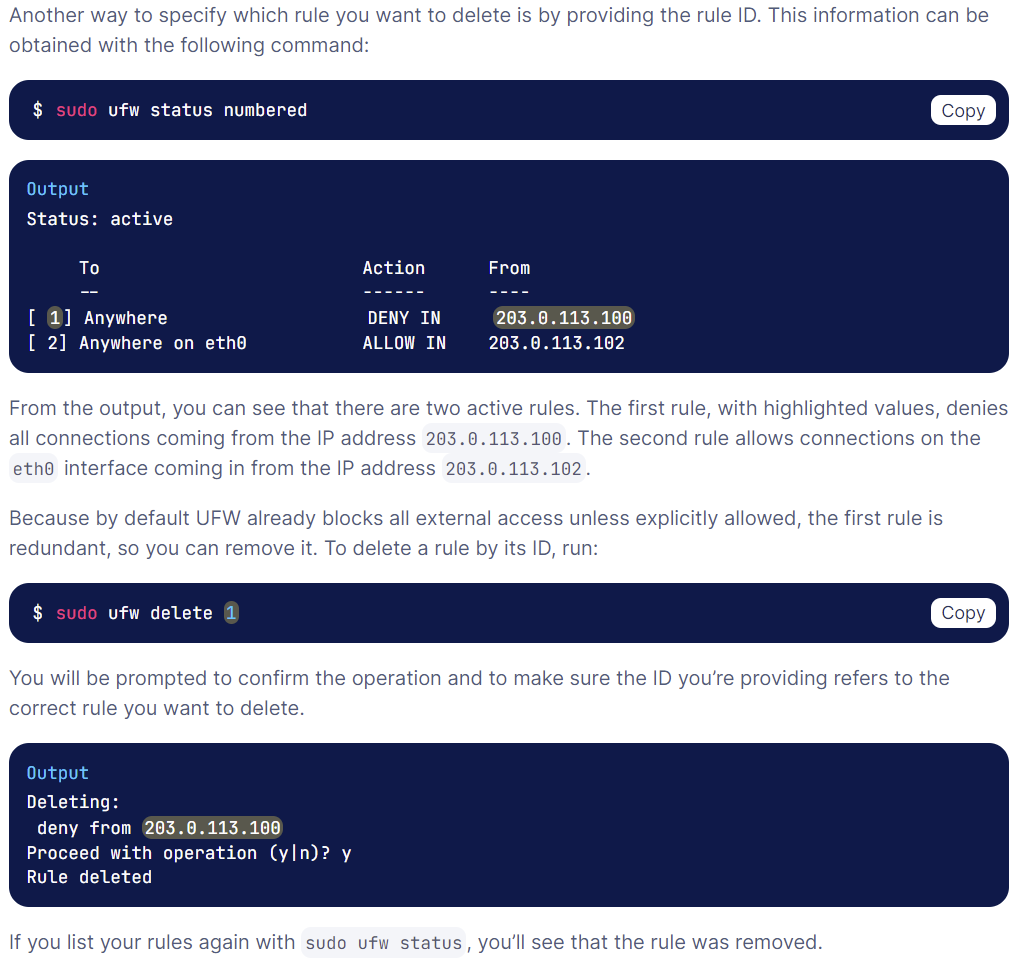 Another way to specify which rule you want to delete is by providing the rule ID. This information can be
obtained with the following command:
$ sudo ufw status numbered
Copy
Output
Status: active
To Action From
-- ------ ----
[ 1] Anywhere DENY IN 203.0.113.100
[ 2] Anywhere on eth0 ALLOW IN 203.0.113.102
From the output, you can see that there are two active rules. The first rule, with highlighted values, denies
all connections coming from the IP address 203.0.113.100. The second rule allows connections on the
eth0 interface coming in from the IP address 203.0.113.102.
Because by default UFW already blocks all external access unless explicitly allowed, the first rule is
redundant, so you can remove it. To delete a rule by its ID, run:
$ sudo ufw delete 1
Copy
You will be prompted to confirm the operation and to make sure the ID you’re providing refers to the
correct rule you want to delete.
Output
Deleting:
deny from 203.0.113.100
Proceed with operation (y|n)? y
Rule deleted
If you list your rules again with sudo ufw status, you’ll see that the rule was removed.